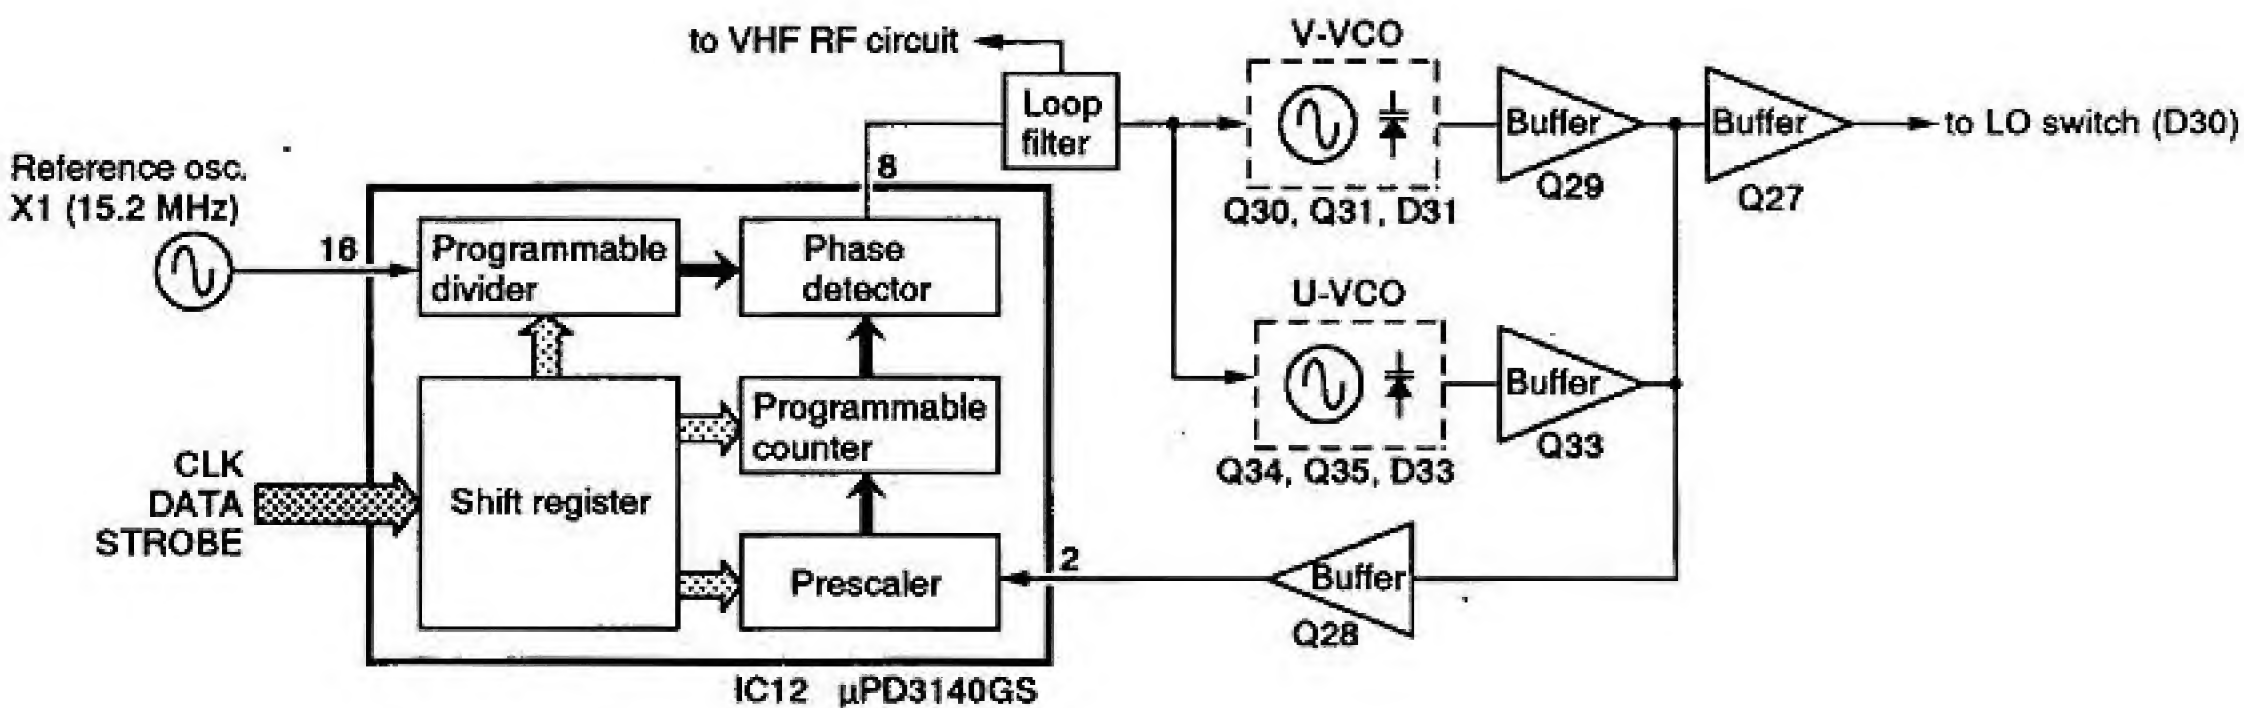 to VHF RF circuit
V-VCO
Loop
filter
Buffer
Buffer
to LO switch (D30)
Reference osc.
X1 (15.2 MHz)
8
Q29
Q27
Q30, Q31, D31
16
Programmable
divider
Phase
detector
U-VCO
Buffer
Programmable
counter
Q33
Q34, Q35, D33
CLK
DATA
STROBE
Shift register
2
Prescaler
Buffer
Q28
IC12 µPD3140GS